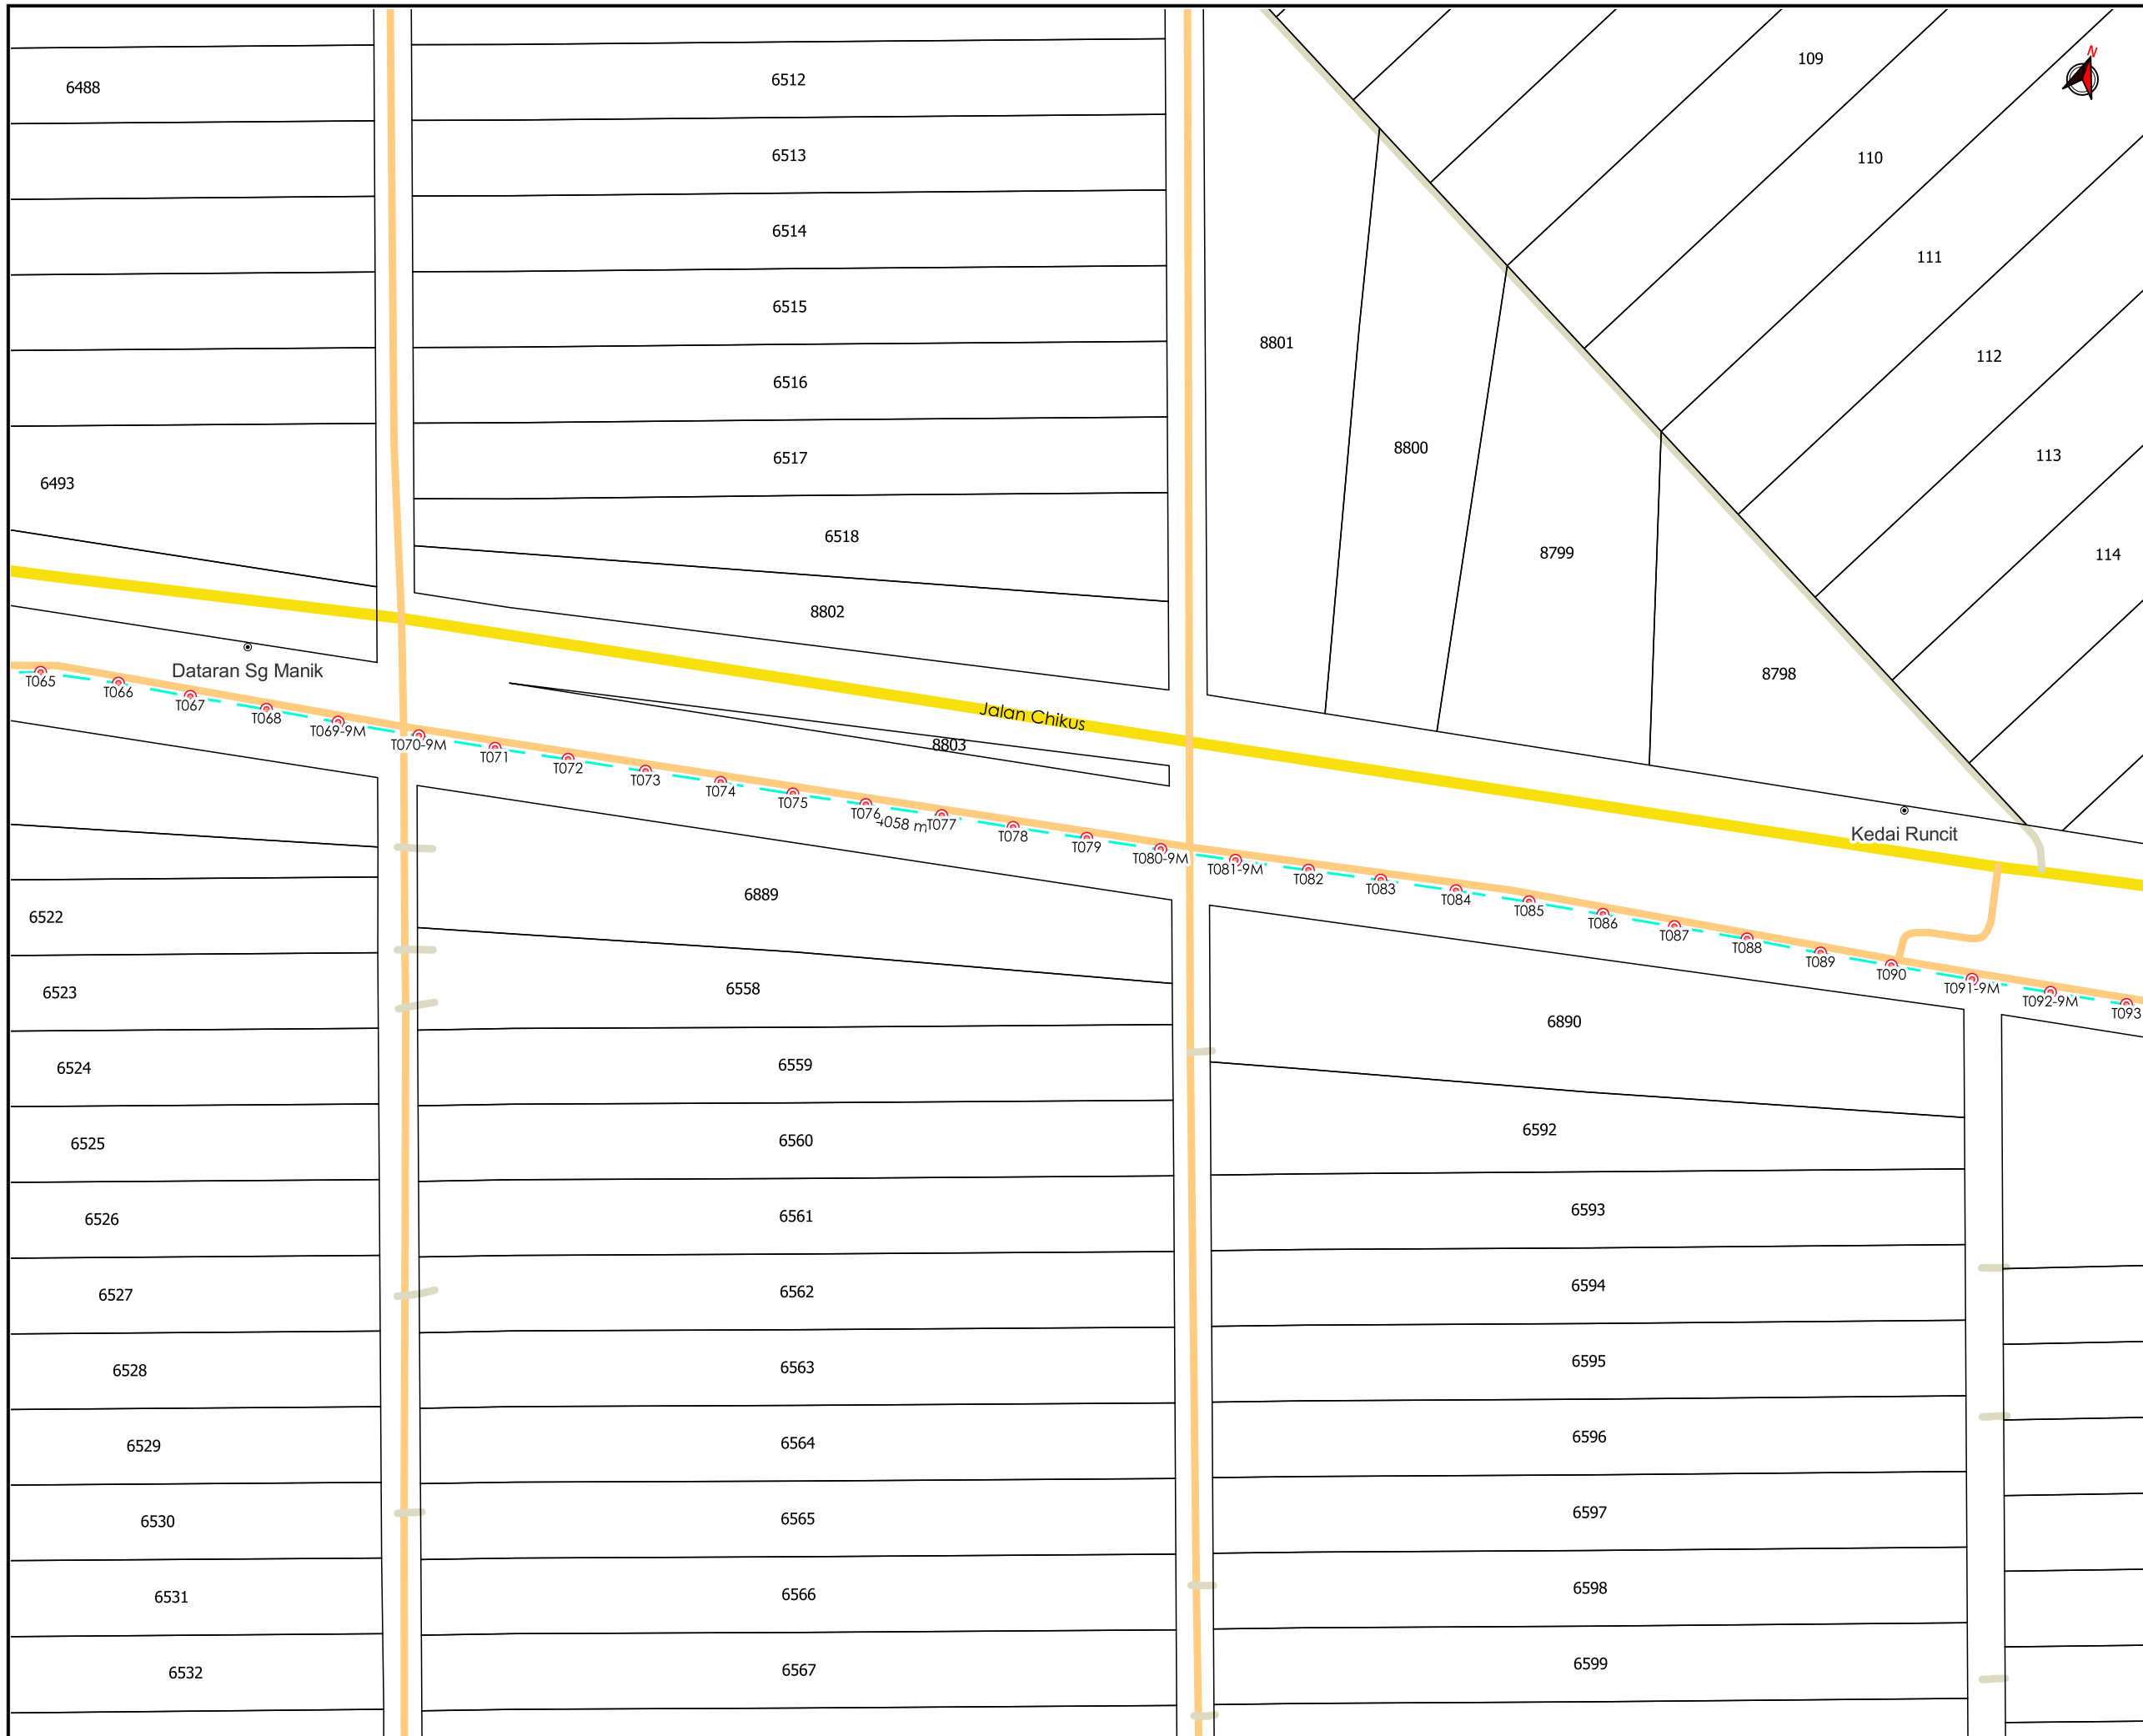 N
109
6512
6488
6513
110
6514
111
6515
8801
112
6516
8800
113
6517
6493
8799
114
6518
8802
Dataran Sg Manik
8798
T065
T066
T067
T068
T069-9M
T070-9M
T071
T072
T073
T074
T075
T076
T077
T078
T079
T080-9M
T081-9M
T082
T083
T084
T085
T086
T087
T088
T089
T090
T091-9M
T092-9M
T093
Jalan Chikus
8803
4058 m
Kedai Runcit
6889
6522
6558
6523
6890
6559
6524
6592
6560
6525
6593
6561
6526
6594
6562
6527
6595
6563
6528
6596
6564
6529
6597
6565
6530
6598
6566
6531
6599
6567
6532